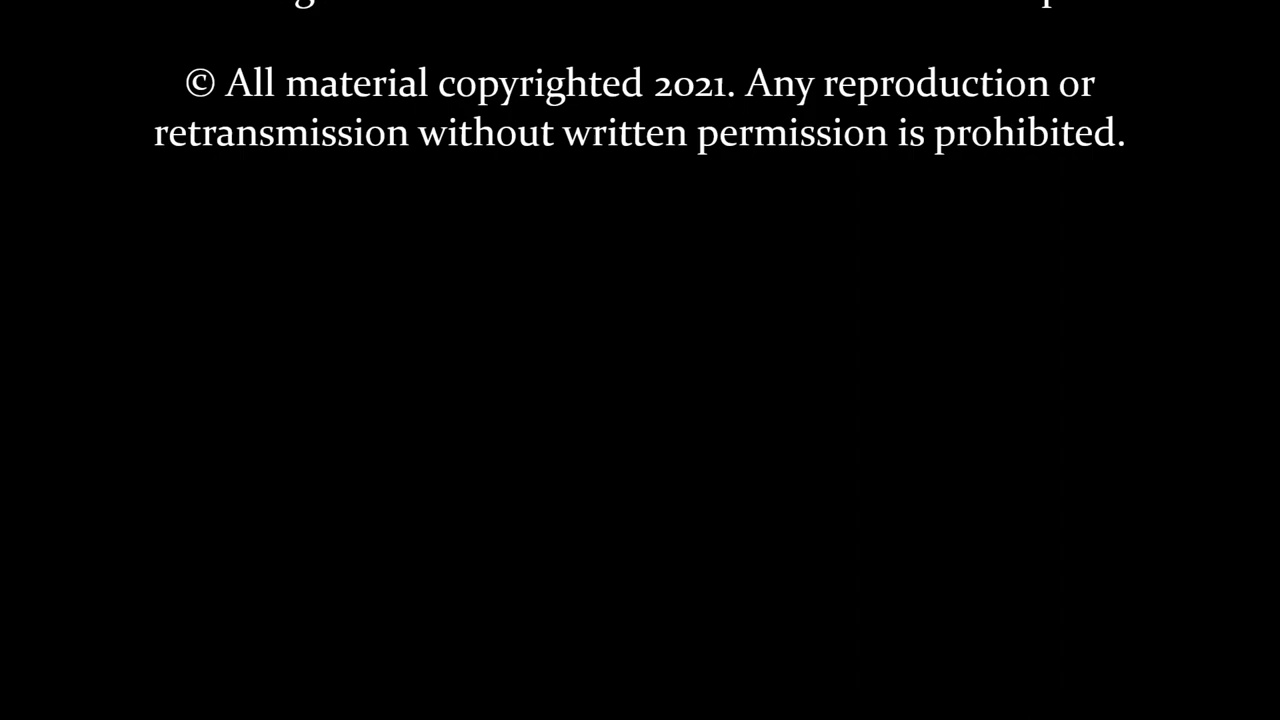 © All material copyrighted 2021. Any reproduction or
retransmission without written permission is prohibited.